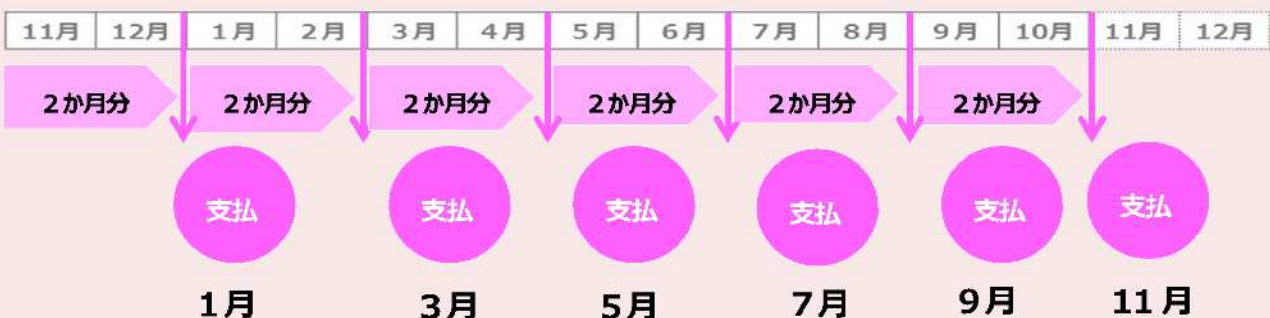 11月 12月 1月 2月 3月 4月 5月 6月 7月 8月 9月 10月 11月 12月
2か月分 2か月分 2か月分 2か月分 2か月分 2か月分
支払 支払 支払 支払 支払 支払
1月 3月 5月 7月 9月 11月